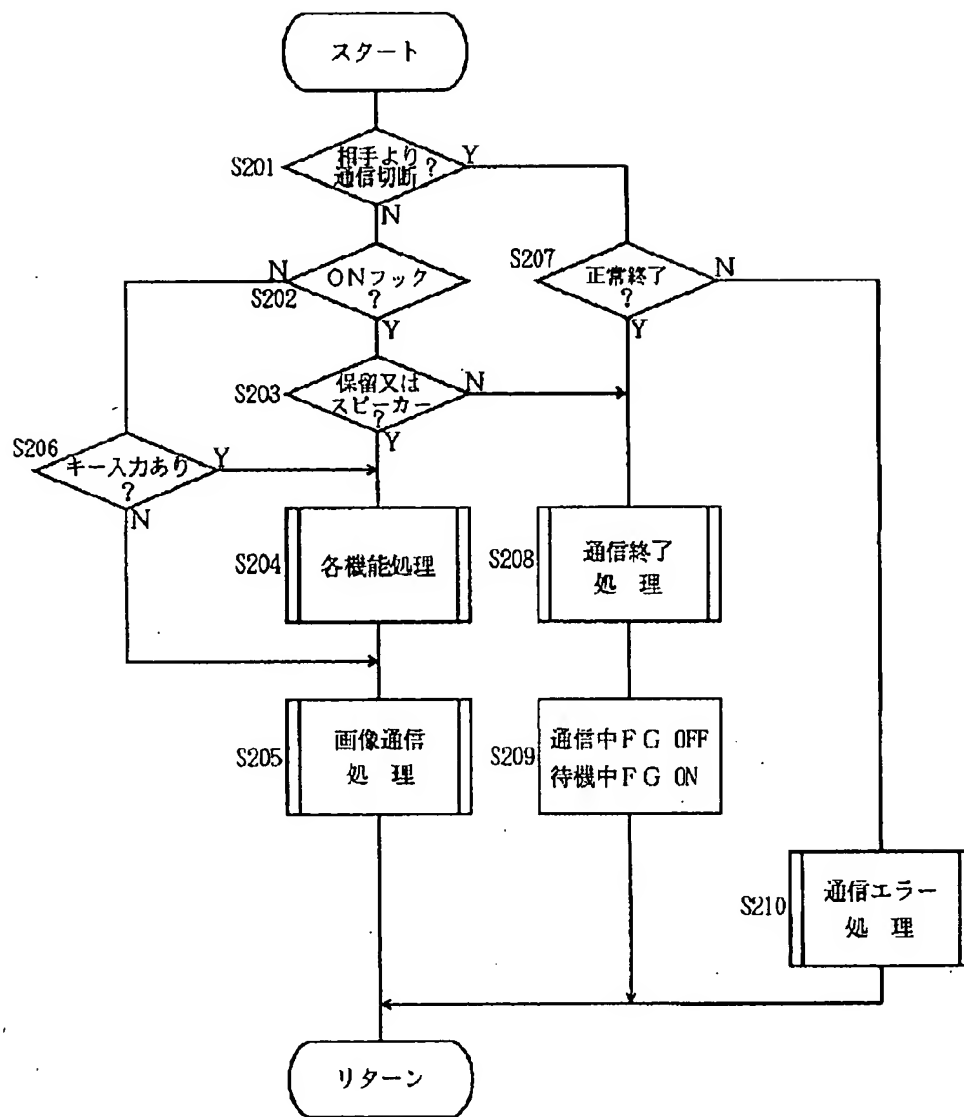 スタート
S201
相手より
通信切断
?
Y
N
S202
ONフック
?
N
Y
S207
正常終了
?
N
Y
S203
保留又は
スピーカー
?
N
Y
S206
キー入力あり
?
Y
N
S204
各機能処理
S208
通信終了
処 理
S205
画像通信
処 理
S209
通信中FG OFF
待機中FG ON
S210
通信エラー
処 理
リターン